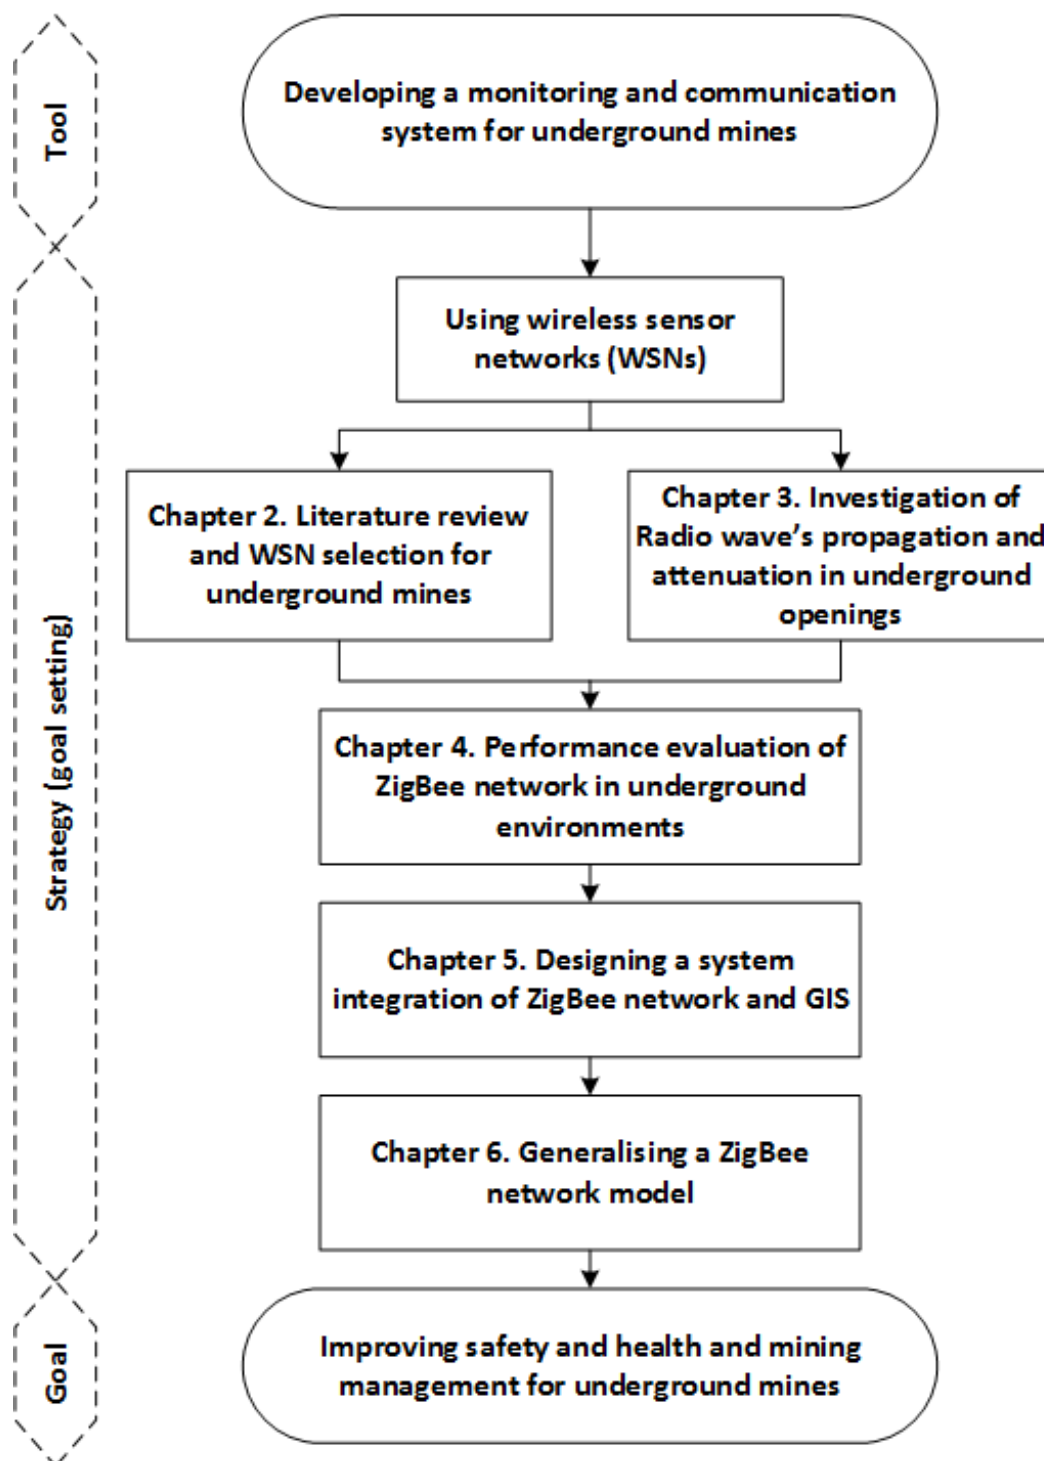 Tool
Developing a monitoring and communication
system for underground mines
Strategy (goal setting)
Using wireless sensor
networks (WSNs)
Chapter 2. Literature review
and WSN selection for
underground mines
Chapter 3. Investigation of
Radio wave's propagation and
attenuation in underground
openings
Chapter 4. Performance evaluation of
ZigBee network in underground
environments
Chapter 5. Designing a system
integration of ZigBee network and GIS
Chapter 6. Generalising a ZigBee
network model
Goal
Improving safety and health and mining
management for underground mines